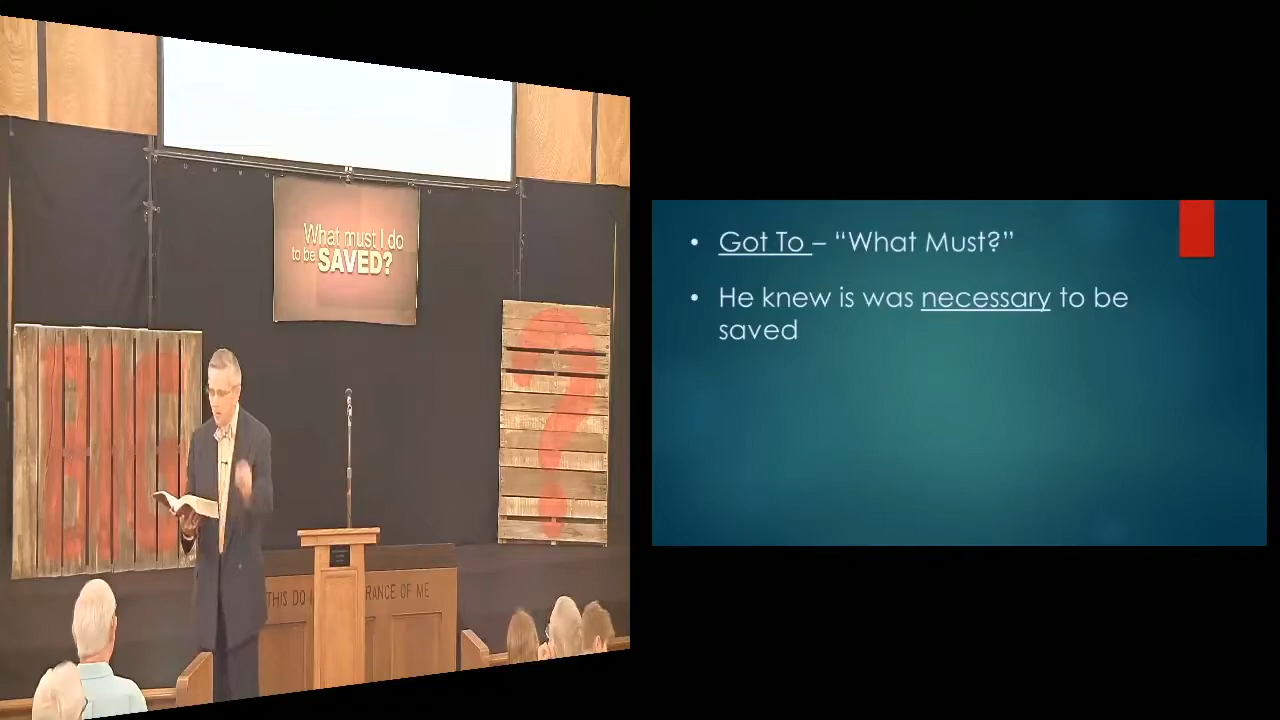 What must I do
to be SAVED?
BIG
?
THIS DO I RANCE OF ME
• Got To – “What Must?”
• He knew is was necessary to be
saved